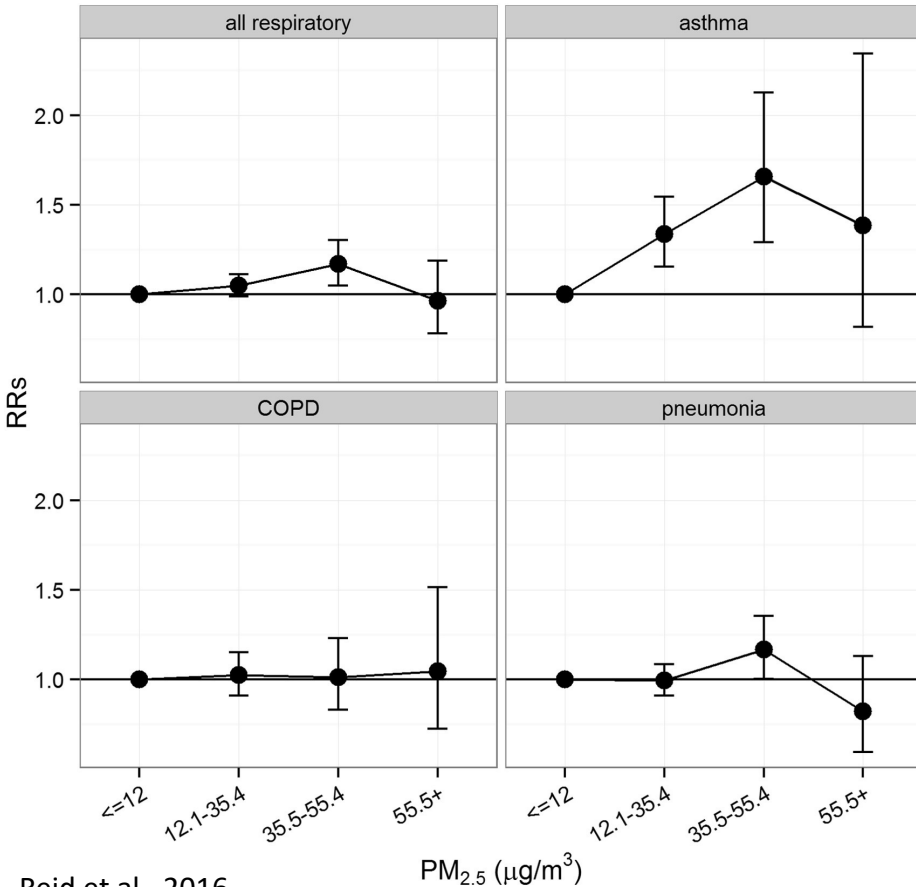 all respiratory
asthma
2.0
1.5
1.0
RRs
COPD
pneumonia
2.0
1.5
1.0
<=12
12.1-35.4
35.5-55.4
55.5+
<=12
12.1-35.4
35.5-55.4
55.5+
PM2.5 (µg/m³)
Reid et al., 2016